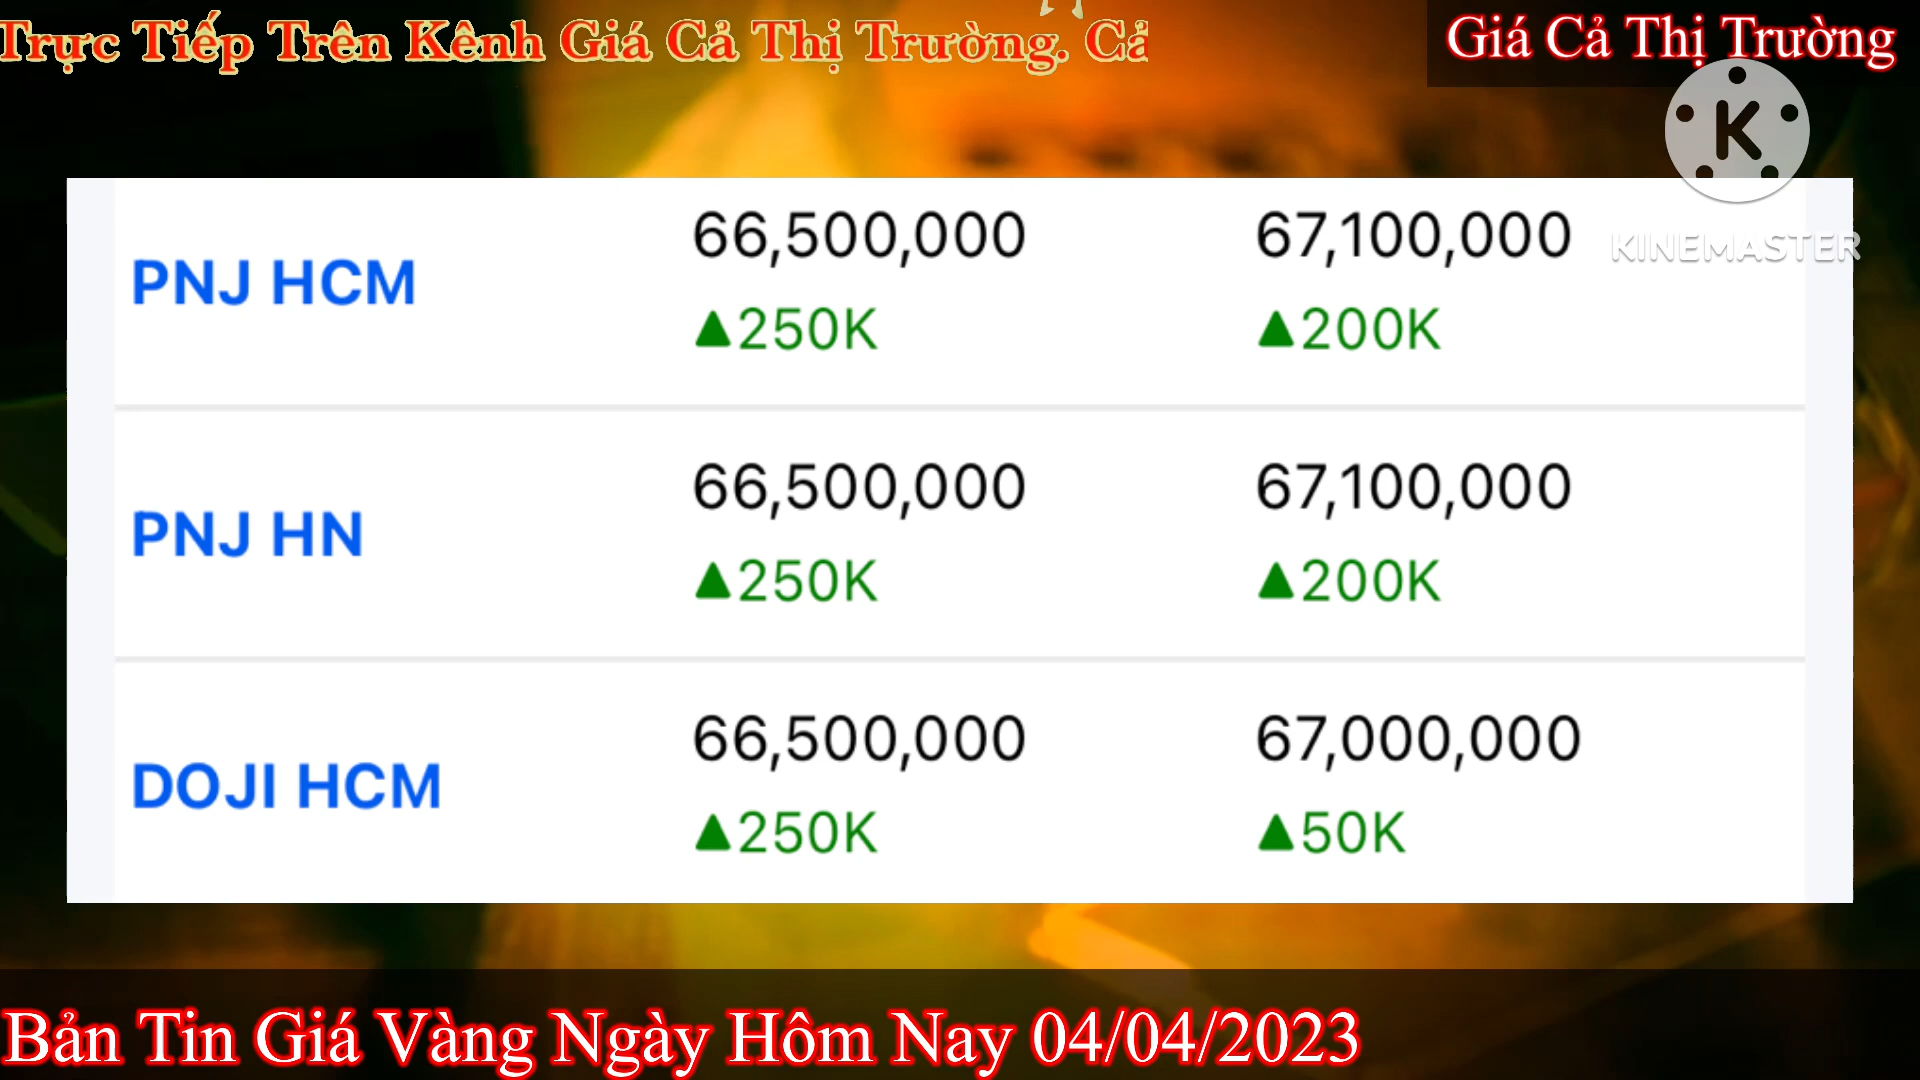 Trực Tiếp Trên Kênh Giá Cả Thị Trường. Cả
Giá Cả Thị Trường
K
KINEMASTER
66,500,000 67,100,000
PNJ HCM
▲250K ▲200K
66,500,000 67,100,000
PNJ HN
▲250K ▲200K
66,500,000 67,000,000
DOJI HCM
▲250K ▲50K
Bản Tin Giá Vàng Ngày Hôm Nay 04/04/2023